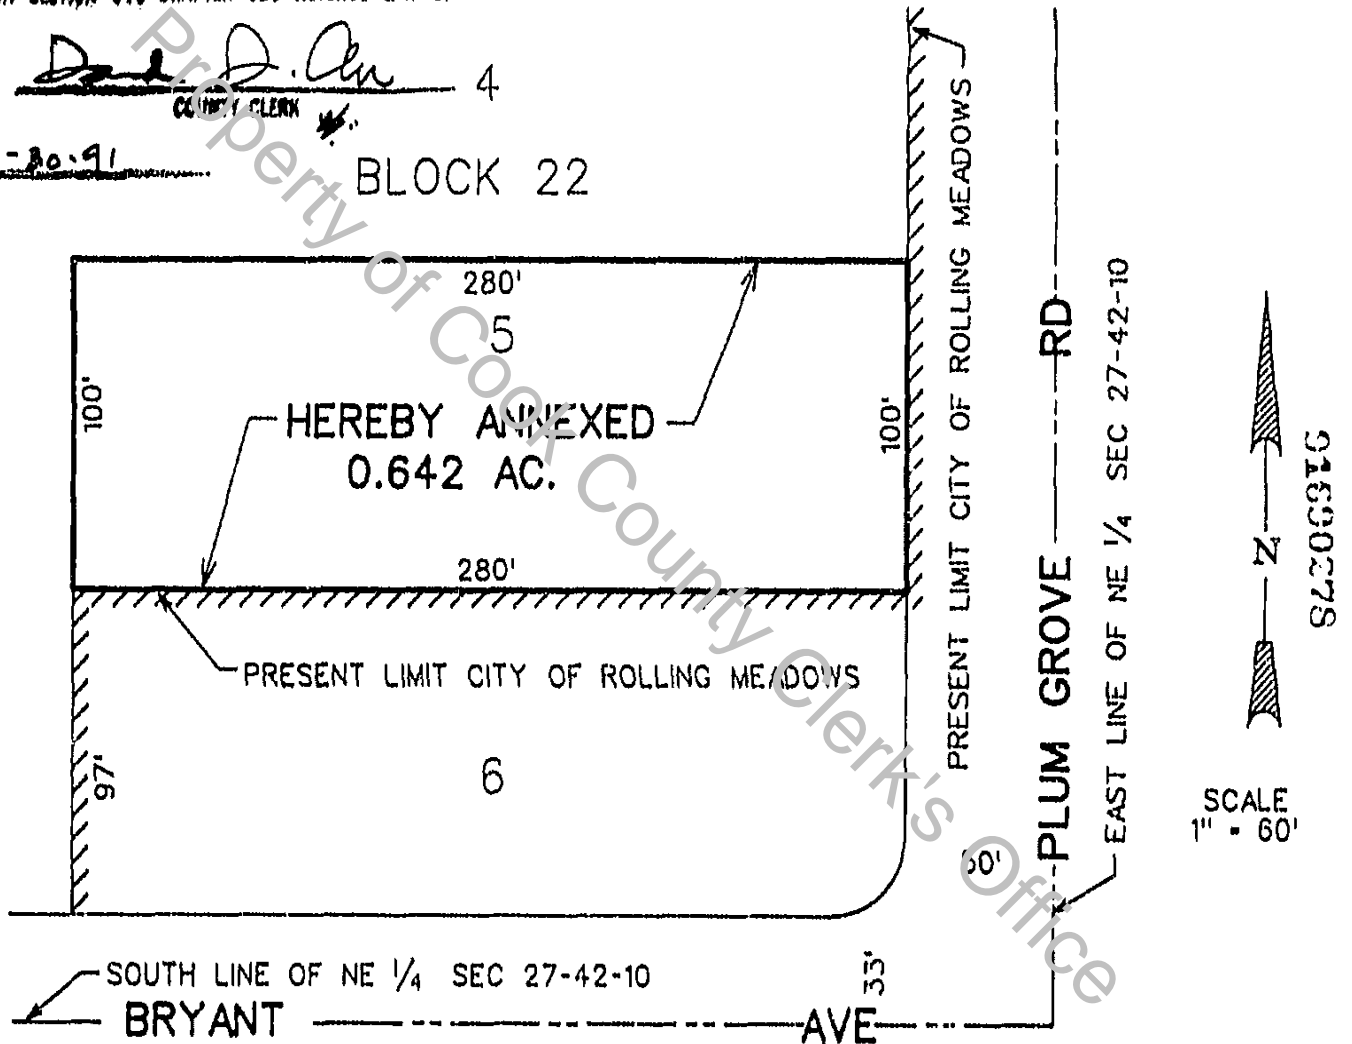 COUNTY CLERK
4
-30-91
BLOCK 22
280'
5
100'
HEREBY ANNEXED
0.642 AC.
100'
280'
PRESENT LIMIT CITY OF ROLLING MEADOWS
97'
6
PRESENT LIMIT CITY OF ROLLING MEADOWS
PLUM GROVE RD
EAST LINE OF NE 1/4 SEC 27-42-10
N
SCALE
1" = 60'
33'
SOUTH LINE OF NE 1/4 SEC 27-42-10
BRYANT AVE
Property of Cook County Clerk's Office